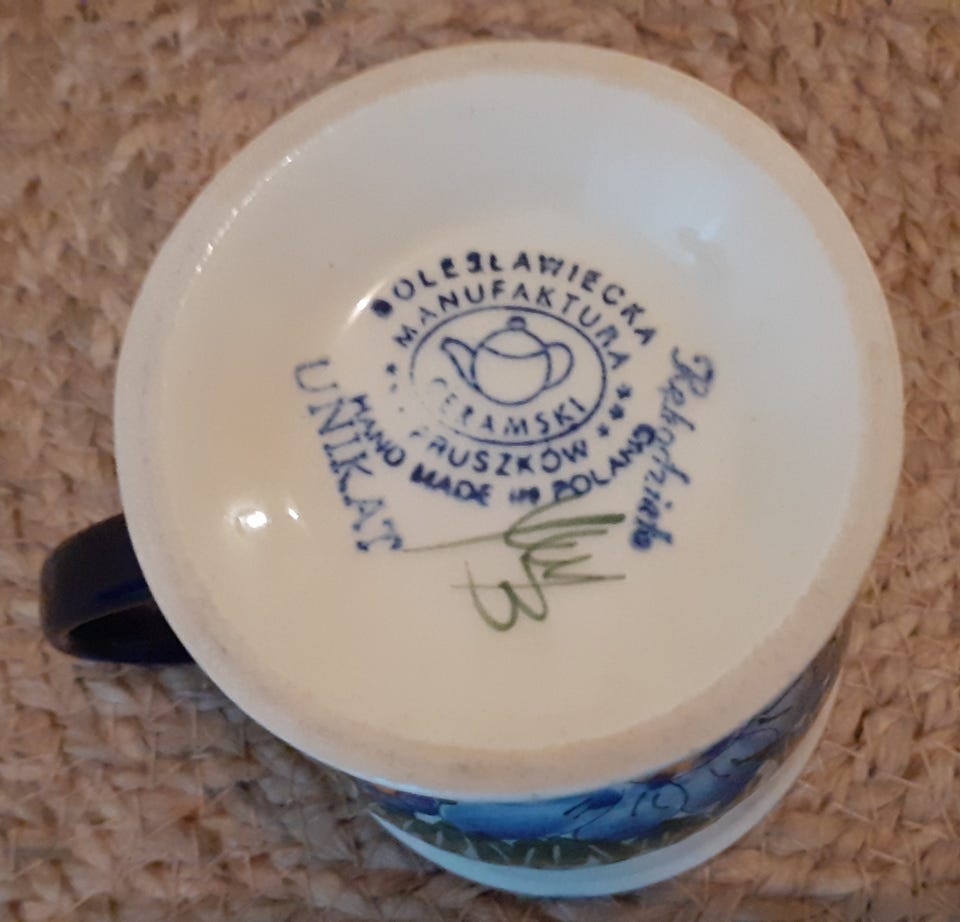 BOLESŁAWIECKA
MANUFAKTURA
CERAMSKI
PRUSZKÓW
HAND MADE IN POLAND
UNIKAT
Rękodzieło